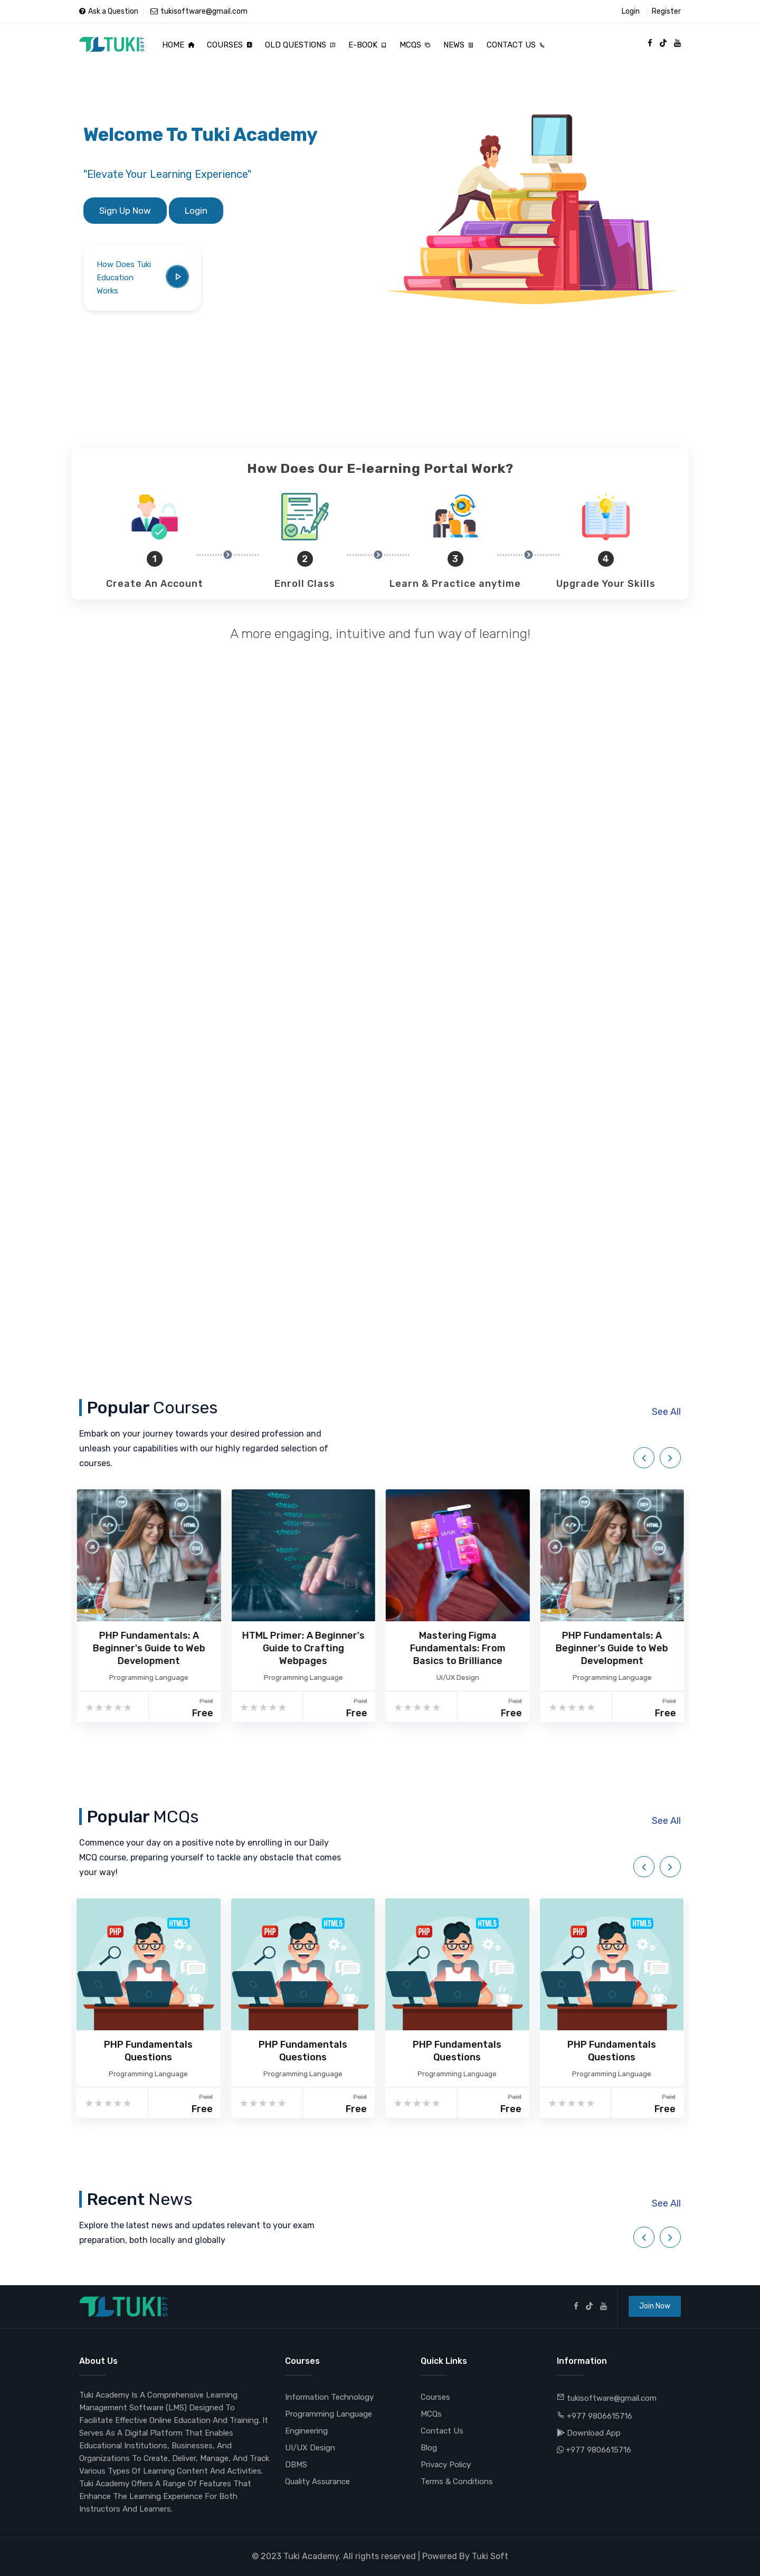 Ask a Question
tukisoftware@gmail.com
Login
Register
TUKI SOFT
HOME
COURSES
OLD QUESTIONS
E-BOOK
MCQS
NEWS
CONTACT US
Welcome To Tuki Academy
"Elevate Your Learning Experience"
Sign Up Now
Login
How Does Tuki
Education
Works
How Does Our E-learning Portal Work?
1
2
3
4
Create An Account
Enroll Class
Learn & Practice anytime
Upgrade Your Skills
A more engaging, intuitive and fun way of learning!
Popular Courses
See All
Embark on your journey towards your desired profession and
unleash your capabilities with our highly regarded selection of
courses.
PHP Fundamentals: A
Beginner's Guide to Web
Development
Programming Language
Paid
Free
<html>
<head>
<body>
HTML Primer: A Beginner's
Guide to Crafting
Webpages
Programming Language
Paid
Free
UI/UX
Mastering Figma
Fundamentals: From
Basics to Brilliance
UI/UX Design
Paid
Free
PHP Fundamentals: A
Beginner's Guide to Web
Development
Programming Language
Paid
Free
Popular MCQs
See All
Commence your day on a positive note by enrolling in our Daily
MCQ course, preparing yourself to tackle any obstacle that comes
your way!
PHP
HTML5
PHP Fundamentals
Questions
Programming Language
Paid
Free
PHP
HTML5
PHP Fundamentals
Questions
Programming Language
Paid
Free
PHP
HTML5
PHP Fundamentals
Questions
Programming Language
Paid
Free
PHP
HTML5
PHP Fundamentals
Questions
Programming Language
Paid
Free
Recent News
See All
Explore the latest news and updates relevant to your exam
preparation, both locally and globally
TUKI SOFT
Join Now
About Us
Tuki Academy Is A Comprehensive Learning
Management Software (LMS) Designed To
Facilitate Effective Online Education And Training. It
Serves As A Digital Platform That Enables
Educational Institutions, Businesses, And
Organizations To Create, Deliver, Manage, And Track
Various Types Of Learning Content And Activities.
Tuki Academy Offers A Range Of Features That
Enhance The Learning Experience For Both
Instructors And Learners.
Courses
Information Technology
Programming Language
Engineering
UI/UX Design
DBMS
Quality Assurance
Quick Links
Courses
MCQs
Contact Us
Blog
Privacy Policy
Terms & Conditions
Information
tukisoftware@gmail.com
+977 9806615716
Download App
+977 9806615716
© 2023 Tuki Academy. All rights reserved | Powered By Tuki Soft